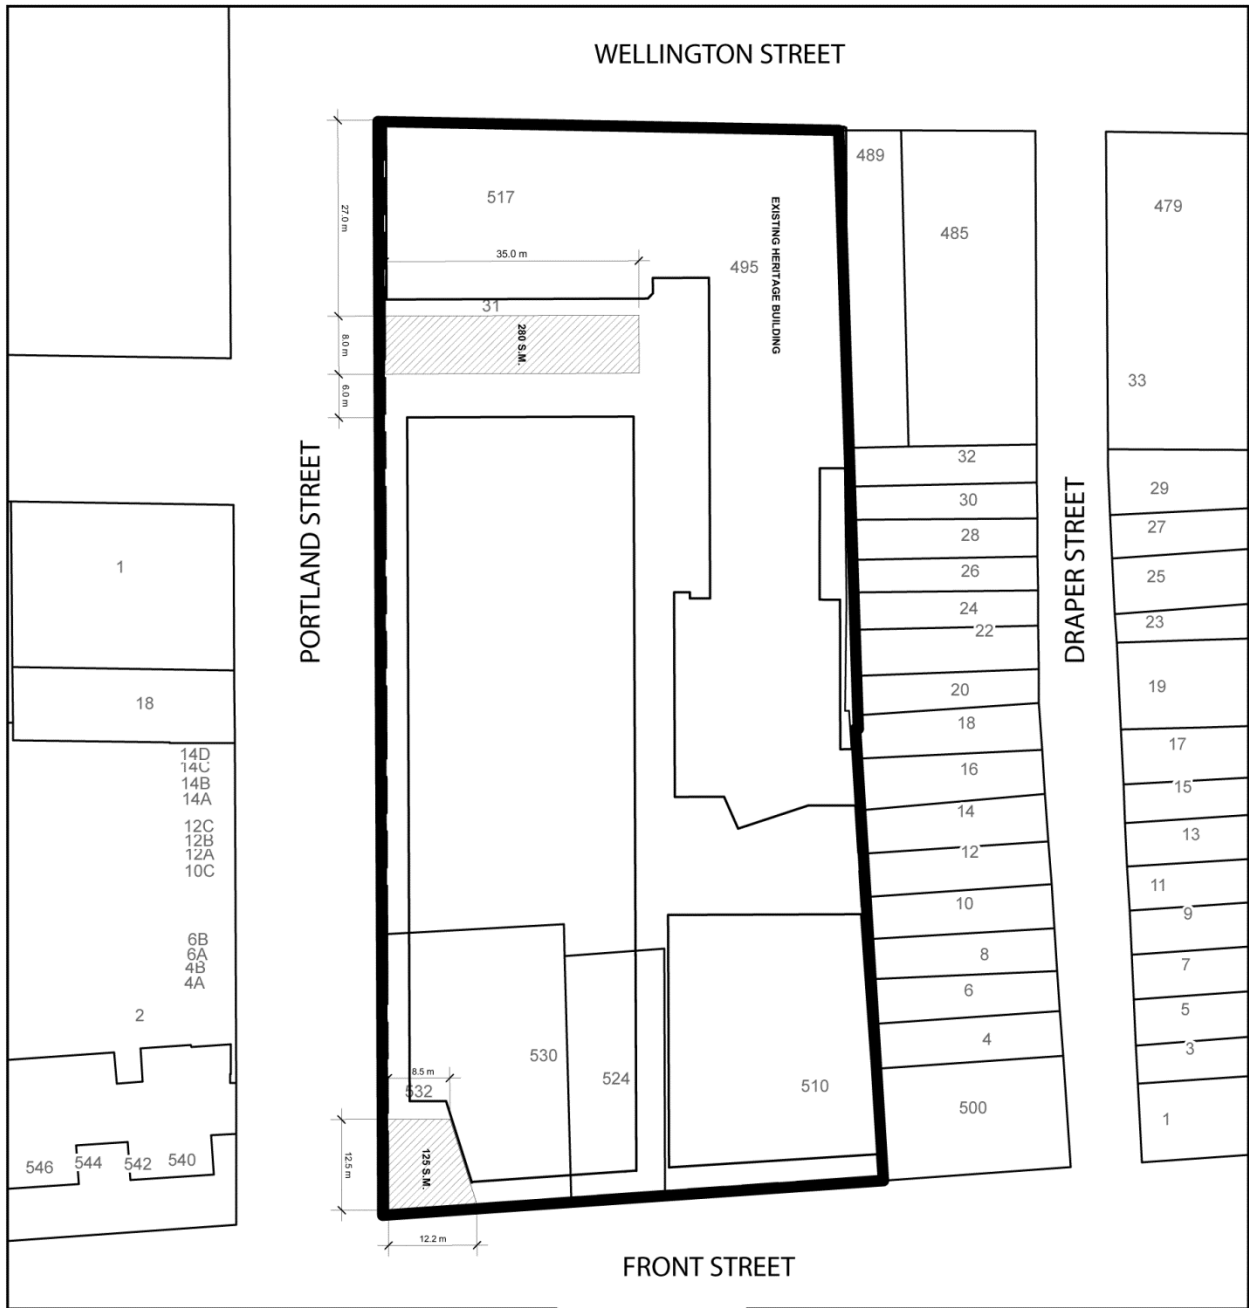 WELLINGTON STREET
489
517
EXISTING HERITAGE BUILDING
479
485
27.0 m
35.0 m
495
31
280 S.M.
8.0 m
33
6.0 m
PORTLAND STREET
DRAPER STREET
32
30
28
26
24
22
20
18
16
14
12
10
8
6
4
500
29
27
25
23
19
17
15
13
11
9
7
5
3
1
1
18
14D
14C
14B
14A
12C
12B
12A
10C
6B
6A
4B
4A
2
546
544
542
540
530
524
510
8.5 m
532
12.5 m
125 S.M.
12.2 m
FRONT STREET